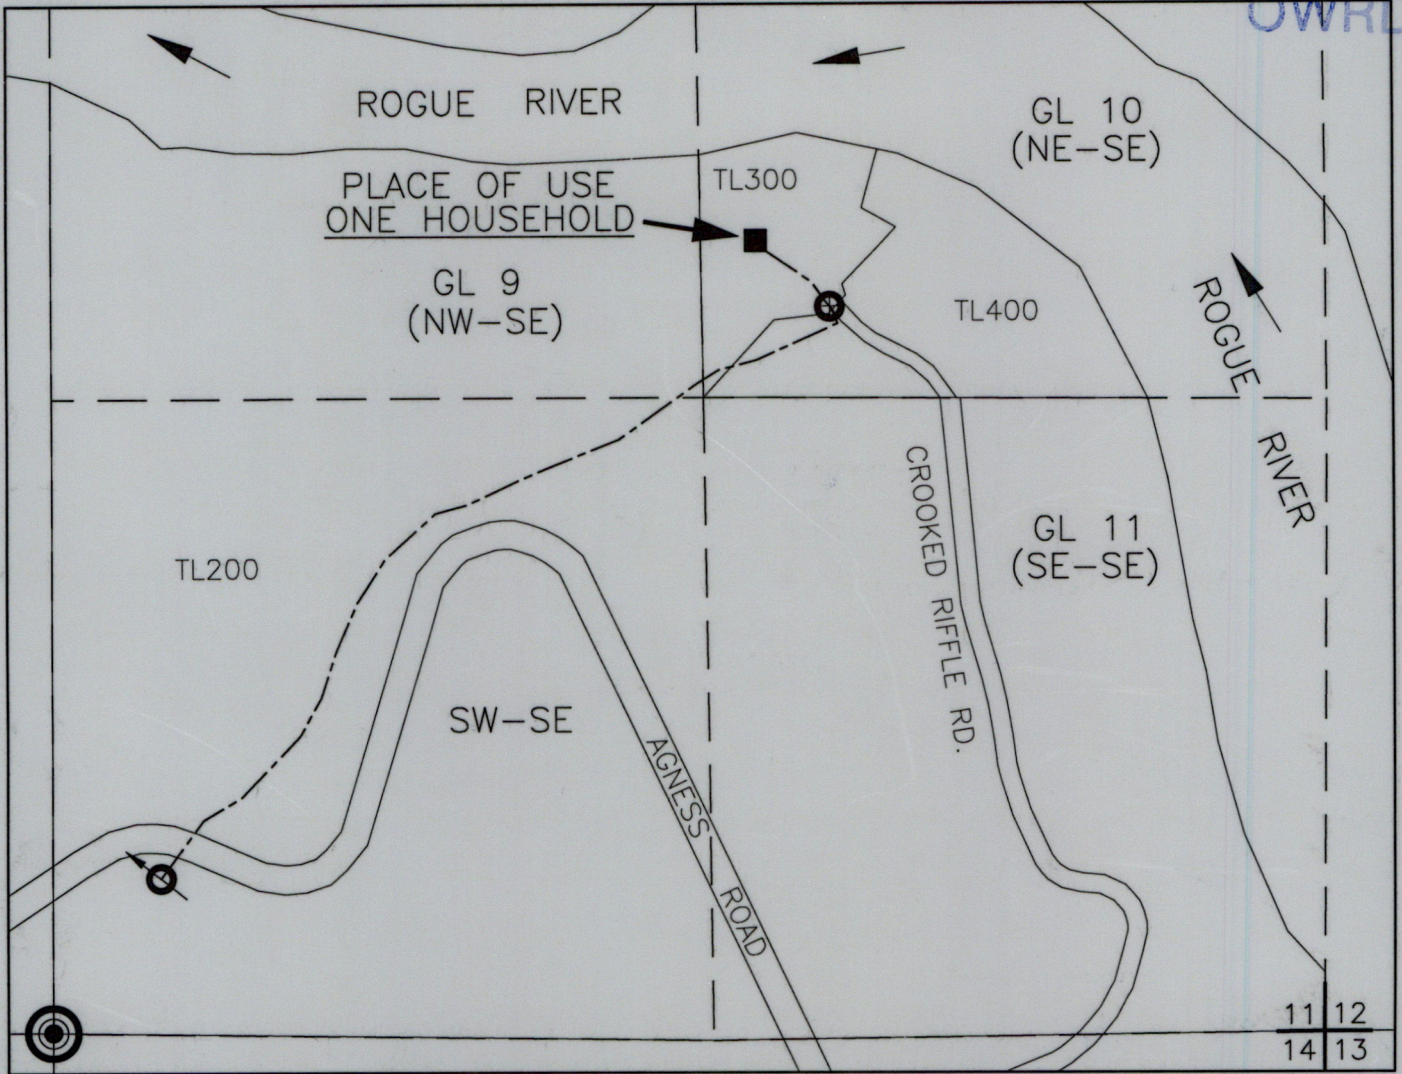 OWRD
ROGUE RIVER
GL 10
(NE-SE)
PLACE OF USE
ONE HOUSEHOLD
TL300
GL 9
(NW-SE)
TL400
ROGUE
RIVER
CROOKED RIFFLE RD.
GL 11
(SE-SE)
TL200
SW-SE
AGNESS
ROAD
11 12
14 13